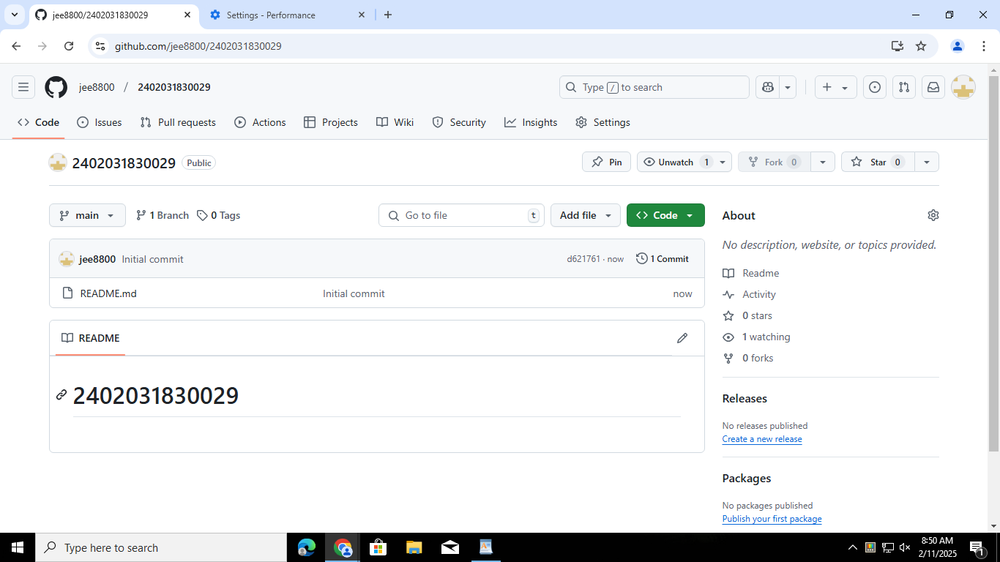 jee8800/2402031830029
Settings - Performance
github.com/jee8800/2402031830029
jee8800 / 2402031830029
Type / to search
Code Issues Pull requests Actions Projects Wiki Security Insights Settings
2402031830029 Public
Pin Unwatch 1 Fork 0 Star 0
main 1 Branch 0 Tags Go to file t Add file Code
jee8800 Initial commit d621761 · now 1 Commit
README.md Initial commit now
README
2402031830029
About
No description, website, or topics provided.
Readme
Activity
0 stars
1 watching
0 forks
Releases
No releases published
Create a new release
Packages
No packages published
Publish your first package
Type here to search
8:50 AM
2/11/2025
1